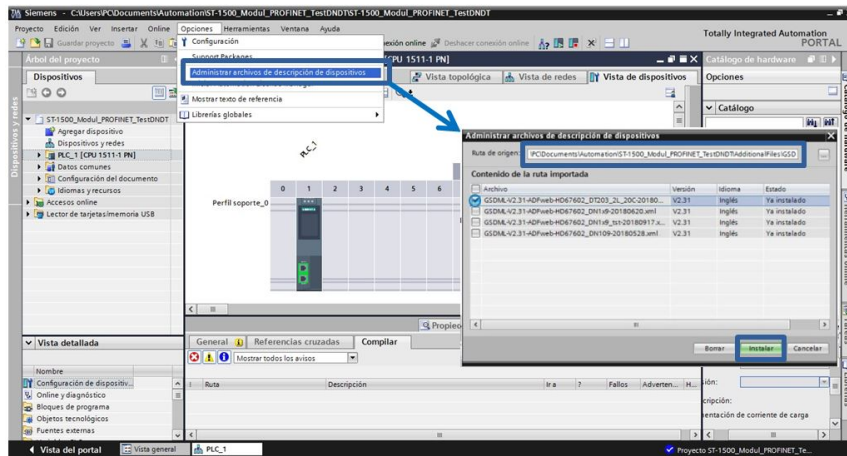 Siemens - C:\Users\PC\Documents\Automation\ST-1500_Modul_PROFINET_TestDNDT\ST-1500_Modul_PROFINET_TestDNDT
Proyecto Edición Ver Insertar Online Opciones Herramientas Ventana Ayuda
Totally Integrated Automation
PORTAL
Guardar proyecto
Configuración
exión online Deshacer conexión online
Support Packages
Administrar archivos de descripción de dispositivos
Mostrar texto de referencia
Librerías globales
Árbol del proyecto
[CPU 1511-1 PN]
Catálogo de hardware
Dispositivos
Vista topológica Vista de redes Vista de dispositivos
Opciones
Catálogo
ST-1500_Modul_PROFINET_TestDNDT
Agregar dispositivo
Dispositivos y redes
PLC_1 [CPU 1511-1 PN]
Datos comunes
Configuración del documento
Idiomas y recursos
Accesos online
Lector de tarjetas/memoria USB
Dispositivos y redes
PLC_1
0 1 2 3 4 5 6
Perfil soporte_0
Administrar archivos de descripción de dispositivos
Ruta de origen: \PC\Documents\Automation\ST-1500_Modul_PROFINET_TestDNDT\AdditionalFiles\GSD
Contenido de la ruta importada
Archivo Versión Idioma Estado
GSDML-V2.31-ADFweb-HD67602_DT203_2L_20C-20180... V2.31 Inglés Ya instalado
GSDML-V2.31-ADFweb-HD67602_DN1x9-20180620.xml V2.31 Inglés Ya instalado
GSDML-V2.31-ADFweb-HD67602_DN1x9_tst-20180917.x... V2.31 Inglés Ya instalado
GSDML-V2.31-ADFweb-HD67602_DN109-20180528.xml V2.31 Inglés Ya instalado
Borrar Instalar Cancelar
Vista detallada
General Referencias cruzadas Compilar
Mostrar todos los avisos
Nombre
Configuración de dispositiv...
Online y diagnóstico
Bloques de programa
Objetos tecnológicos
Fuentes externas
! Ruta Descripción Ir a ? Fallos Adverten... H...
ión:
cripción:
entación de corriente de carga
Vista del portal Vista general PLC_1
Proyecto ST-1500_Modul_PROFINET_Te...